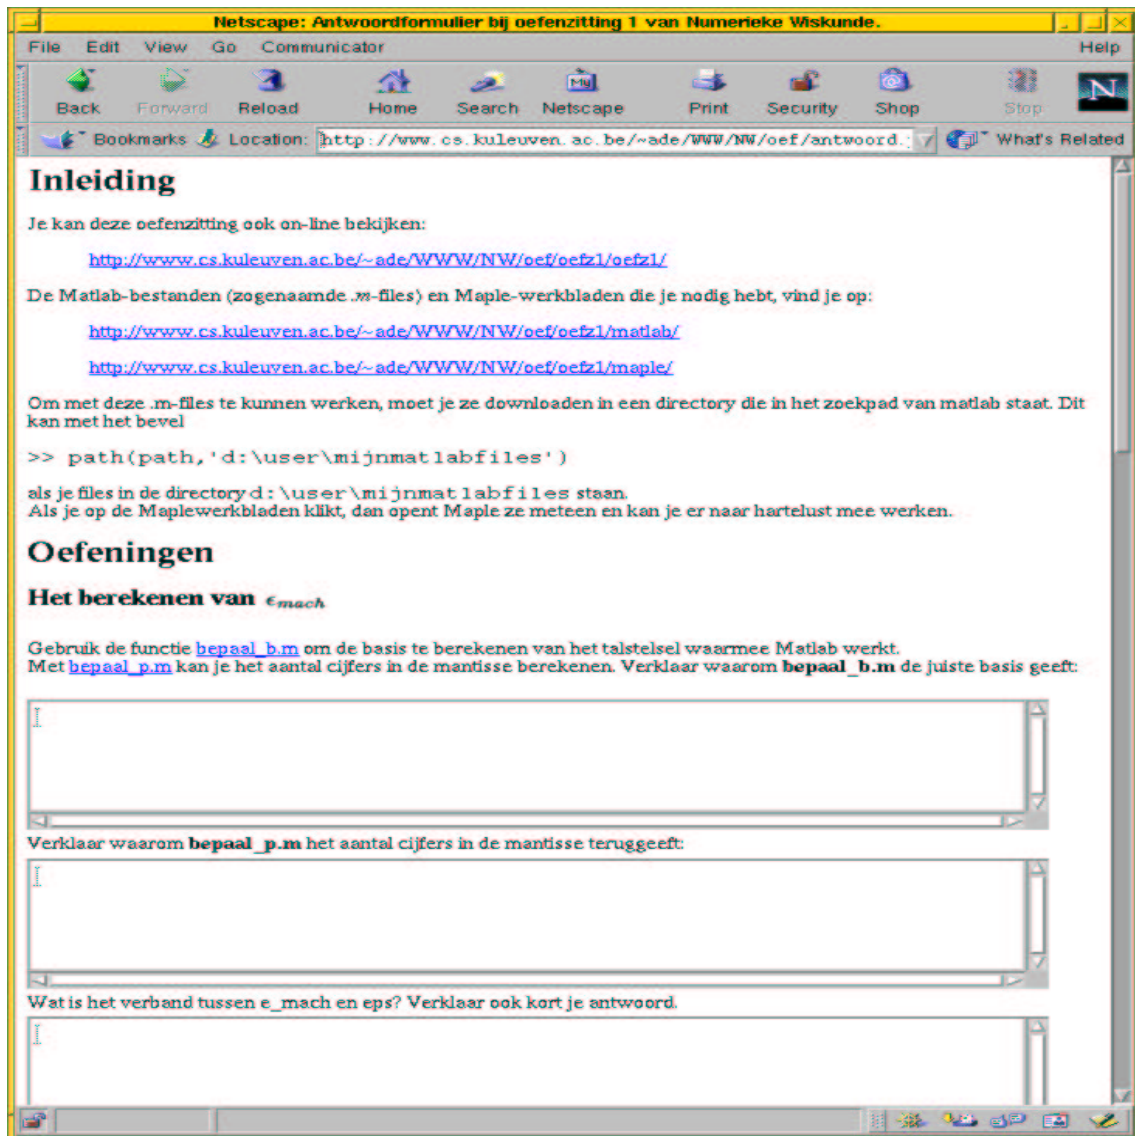 Netscape: Antwoordformulier bij oefenzitting 1 van Numerieke Wiskunde.
File Edit View Go Communicator Help
My N
Back Forward Reload Home Search Netscape Print Security Shop Stop
Bookmarks Location: http://www.cs.kuleuven.ac.be/~ade/WWW/NW/oef/antwoord. What's Related
Inleiding
Je kan deze oefenzitting ook on-line bekijken:
http://www.cs.kuleuven.ac.be/~ade/WWW/NW/oef/oefz1/oefz1/
De Matlab-bestanden (zogenaamde .m-files) en Maple-werkbladen die je nodig hebt, vind je op:
http://www.cs.kuleuven.ac.be/~ade/WWW/NW/oef/oefz1/matlab/
http://www.cs.kuleuven.ac.be/~ade/WWW/NW/oef/oefz1/maple/
Om met deze .m-files te kunnen werken, moet je ze downloaden in een directory die in het zoekpad van matlab staat. Dit
kan met het bevel
>> path(path,'d:\user\mijnmatlabfiles')
als je files in de directory d:\user\mijnmatlabfiles staan.
Als je op de Maplewerkbladen klikt, dan opent Maple ze meteen en kan je er naar hartelust mee werken.
Oefeningen
Het berekenen van ϵmach
Gebruik de functie bepaal_b.m om de basis te berekenen van het talstelsel waarmee Matlab werkt.
Met bepaal_p.m kan je het aantal cijfers in de mantisse berekenen. Verklaar waarom bepaal_b.m de juiste basis geeft:
Verklaar waarom bepaal_p.m het aantal cijfers in de mantisse teruggeeft:
Wat is het verband tussen e_mach en eps? Verklaar ook kort je antwoord.